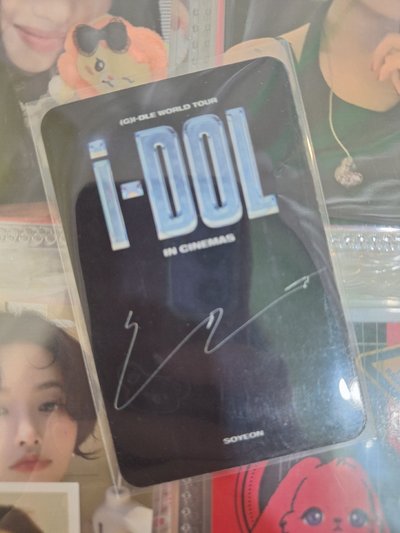 (G)I-DLE WORLD TOUR
i-DOL
IN CINEMAS
SOYEON